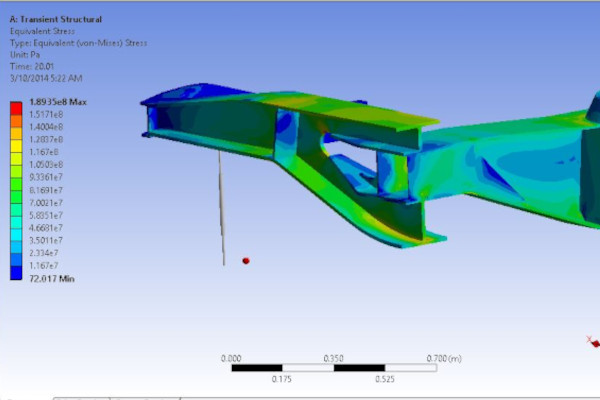 A: Transient Structural
Equivalent Stress
Type: Equivalent (von-Mises) Stress
Unit: Pa
Time: 20.01
3/10/2014 5:22 AM
1.8935e8 Max
1.5171e8
1.4004e8
1.2837e8
1.167e8
1.0503e8
9.3361e7
8.1691e7
7.0021e7
5.8351e7
4.6681e7
3.5011e7
2.334e7
1.167e7
72.017 Min
0.000 0.350 0.700 (m)
0.175 0.525
X